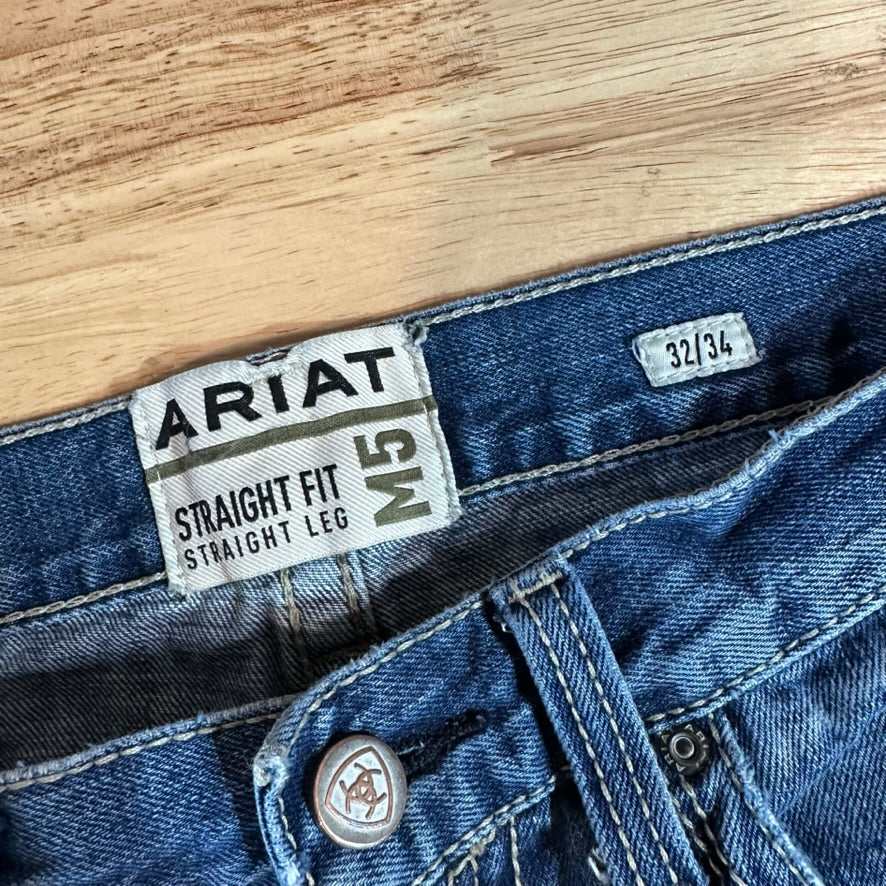 ARIAT
M5
STRAIGHT FIT
STRAIGHT LEG
32/34